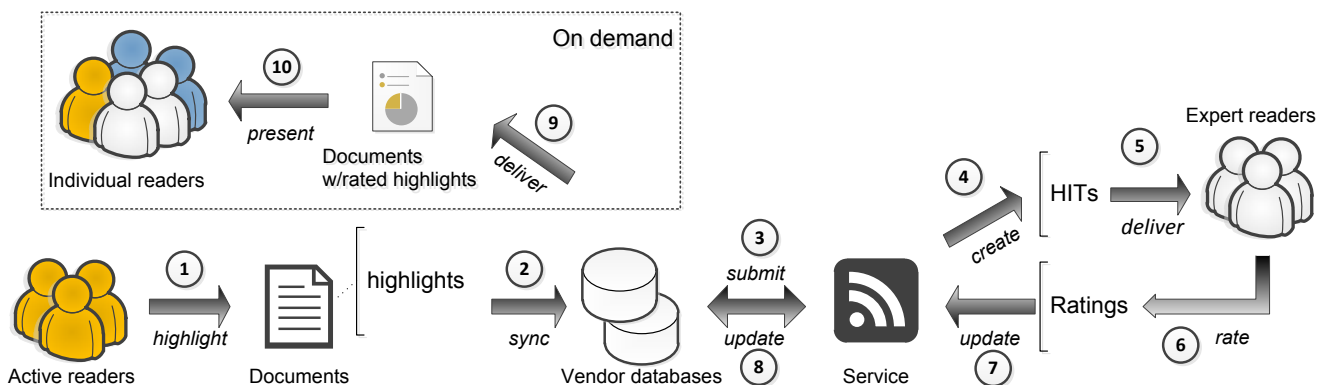 On demand
10
present
Individual readers
Documents
w/rated highlights
9
deliver
Expert readers
1
highlight
Active readers
Documents
highlights
2
sync
Vendor databases
3
submit
update
8
Service
4
create
HITs
5
deliver
Ratings
6
rate
update
7